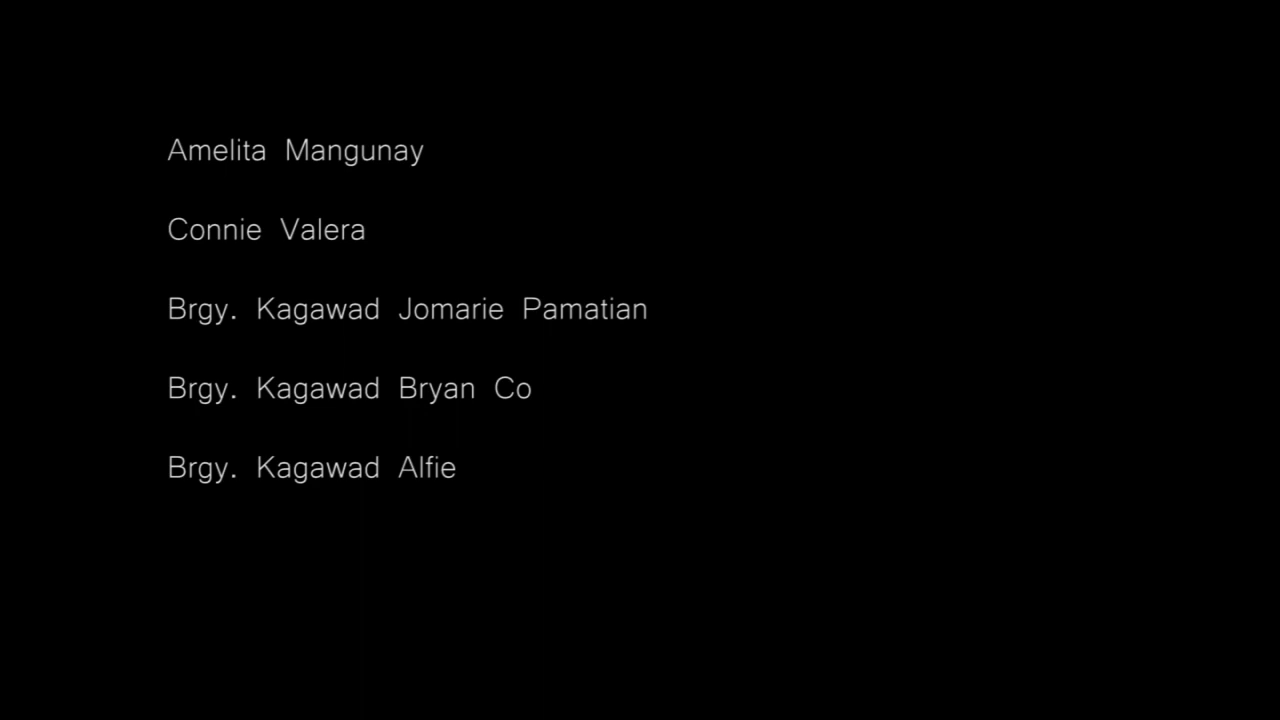 Amelita Mangunay
Connie Valera
Brgy. Kagawad Jomarie Pamatian
Brgy. Kagawad Bryan Co
Brgy. Kagawad Alfie